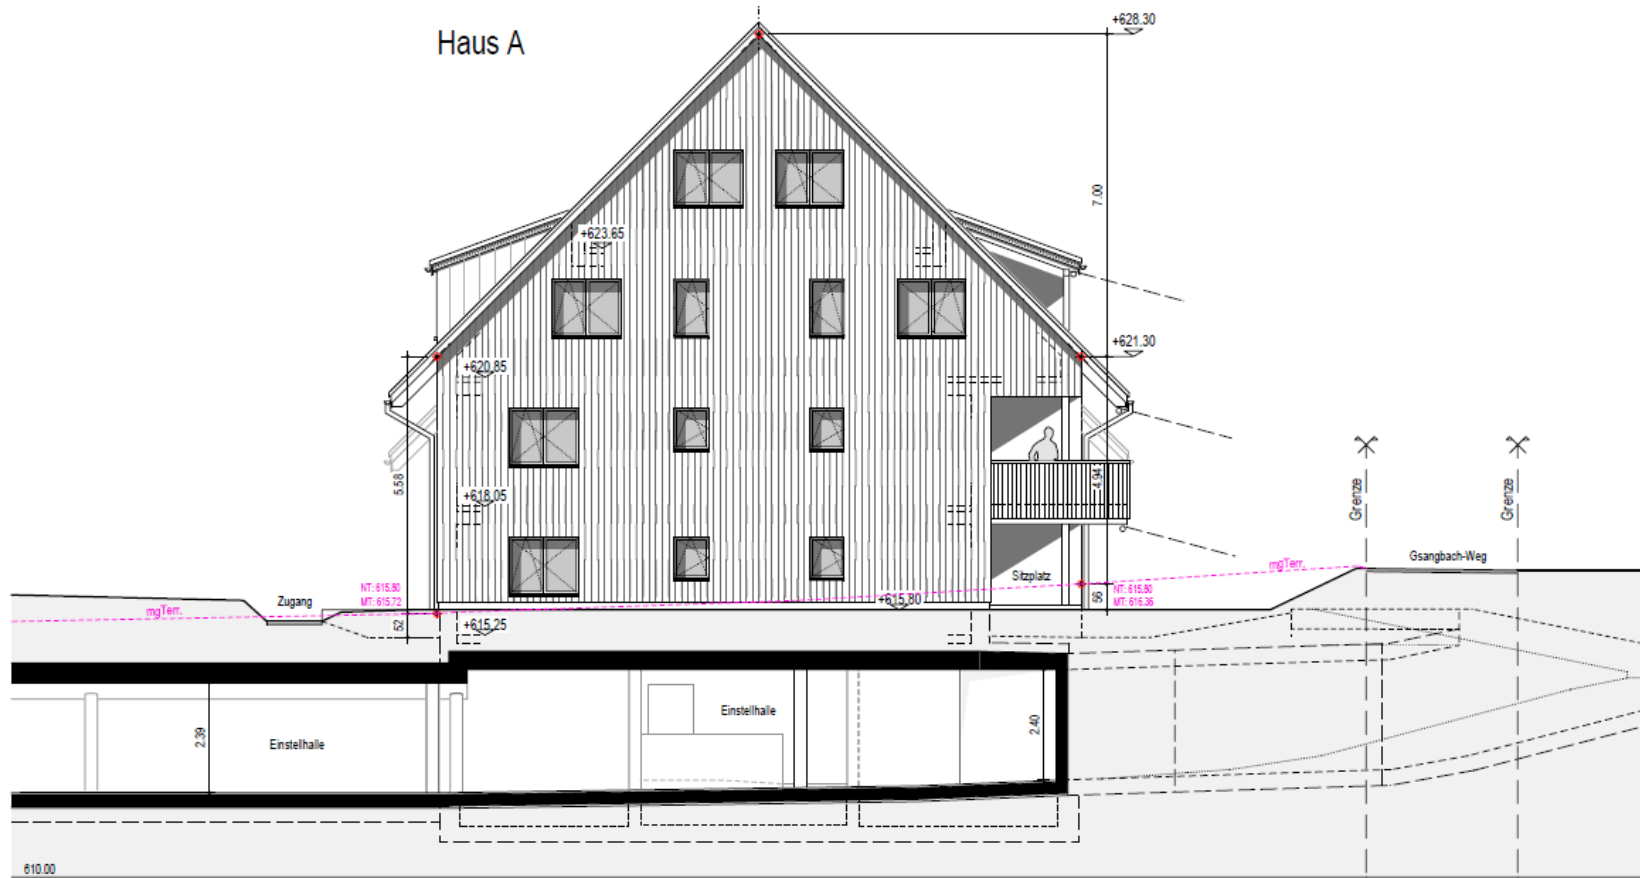 Haus A
+628.30
7.00
+623.65
+621.30
+620.85
5.58
+618.05
4.94
Grenze
Grenze
Gsangbach-Weg
mgTerr.
Sitzplatz
NT: 615.80
MT: 615.72
NT: 615.80
MT: 616.36
56
Zugang
mgTerr.
+615.80
52
+615.25
Einstellhalle
2.39
2.40
Einstellhalle
610.00